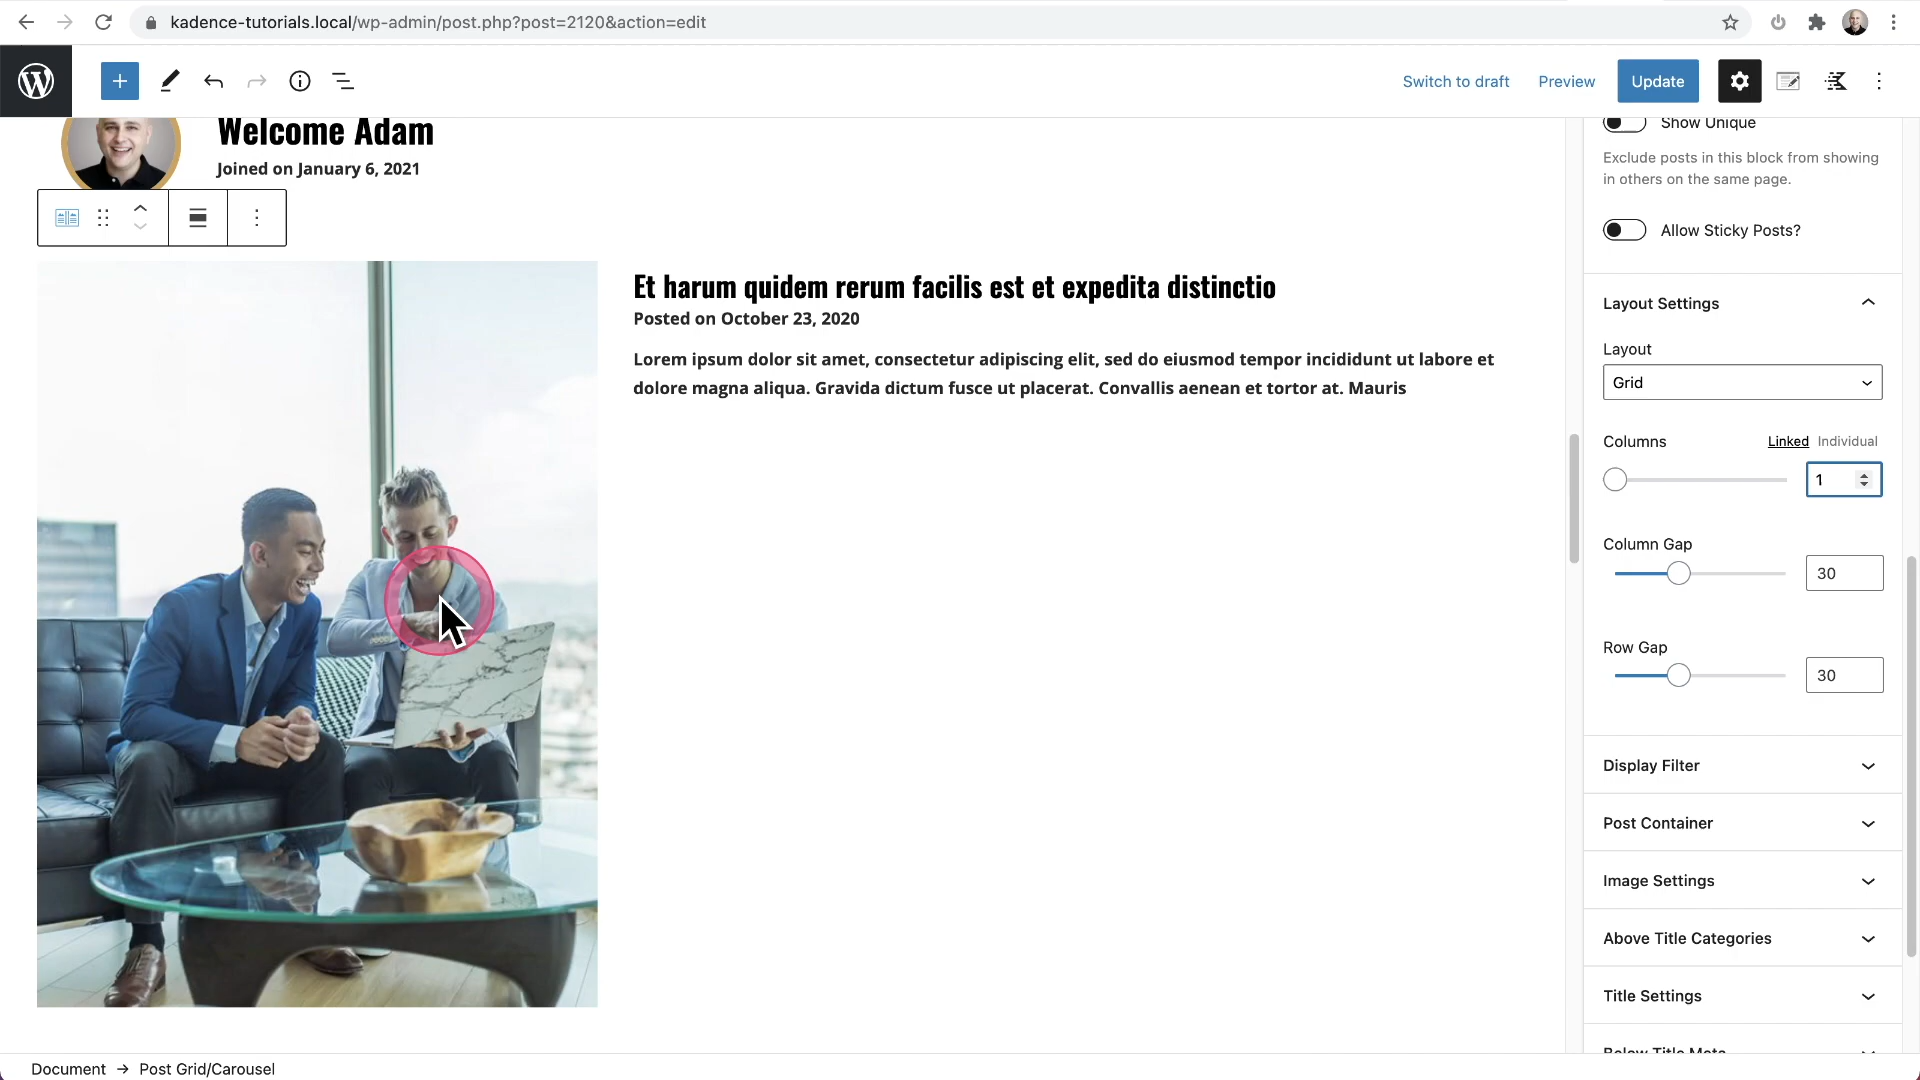 kadence-tutorials.local/wp-admin/post.php?post=2120&action=edit
Switch to draft
Preview
Update
Welcome Adam
Joined on January 6, 2021
Et harum quidem rerum facilis est et expedita distinctio
Posted on October 23, 2020
Lorem ipsum dolor sit amet, consectetur adipiscing elit, sed do eiusmod tempor incididunt ut labore et
dolore magna aliqua. Gravida dictum fusce ut placerat. Convallis aenean et tortor at. Mauris
Show Unique
Exclude posts in this block from showing
in others on the same page.
Allow Sticky Posts?
Layout Settings
Layout
Grid
Columns
Linked Individual
1
Column Gap
30
Row Gap
30
Display Filter
Post Container
Image Settings
Above Title Categories
Title Settings
Below Title Meta
Document → Post Grid/Carousel